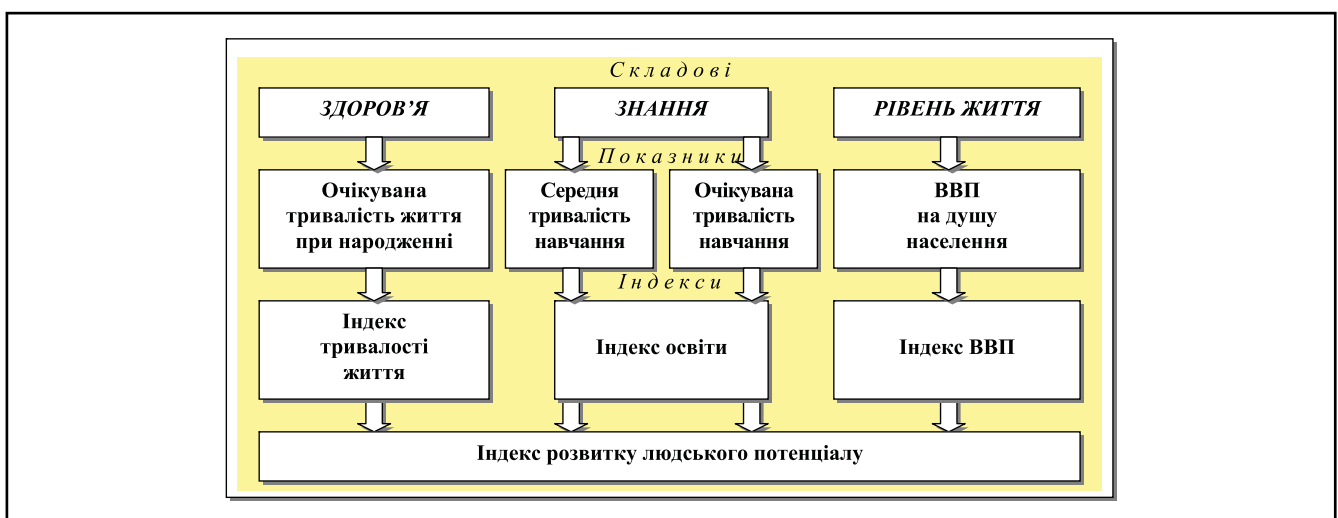 Складові
ЗДОРОВ’Я
ЗНАННЯ
РІВЕНЬ ЖИТТЯ
Показники
Очікувана
тривалість життя
при народженні
Середня
тривалість
навчання
Очікувана
тривалість
навчання
ВВП
на душу
населення
Індекси
Індекс
тривалості
життя
Індекс освіти
Індекс ВВП
Індекс розвитку людського потенціалу